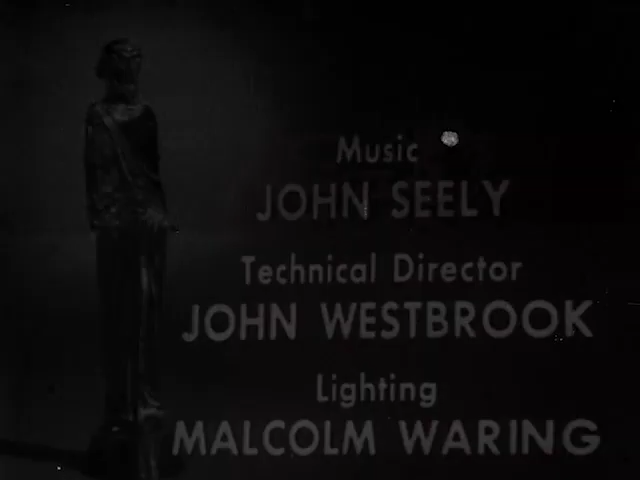 Music
JOHN SEELY
Technical Director
JOHN WESTBROOK
Lighting
MALCOLM WARING